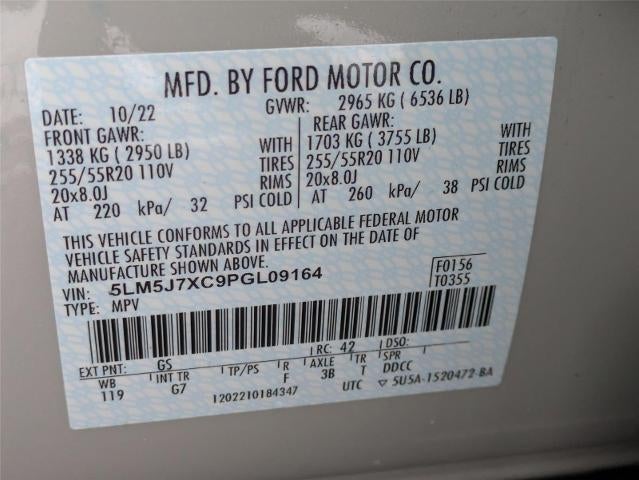 MFD. BY FORD MOTOR CO.
DATE: 10/22 GVWR: 2965 KG ( 6536 LB)
FRONT GAWR: REAR GAWR:
1338 KG ( 2950 LB) WITH 1703 KG ( 3755 LB) WITH
255/55R20 110V TIRES 255/55R20 110V TIRES
20x8.0J RIMS 20x8.0J RIMS
AT 220 kPa/ 32 PSI COLD AT 260 kPa/ 38 PSI COLD
THIS VEHICLE CONFORMS TO ALL APPLICABLE FEDERAL MOTOR
VEHICLE SAFETY STANDARDS IN EFFECT ON THE DATE OF
MANUFACTURE SHOWN ABOVE. F0156
VIN: 5LM5J7XC9PGL09164 T0355
TYPE: MPV
RC: 42 DSO:
EXT PNT: GS
WB INT TR TP/PS R AXLE TR SPR
119 G7 F 3B T DDCC
1202210184347 UTC ▽ 5U5A-1520472-BA